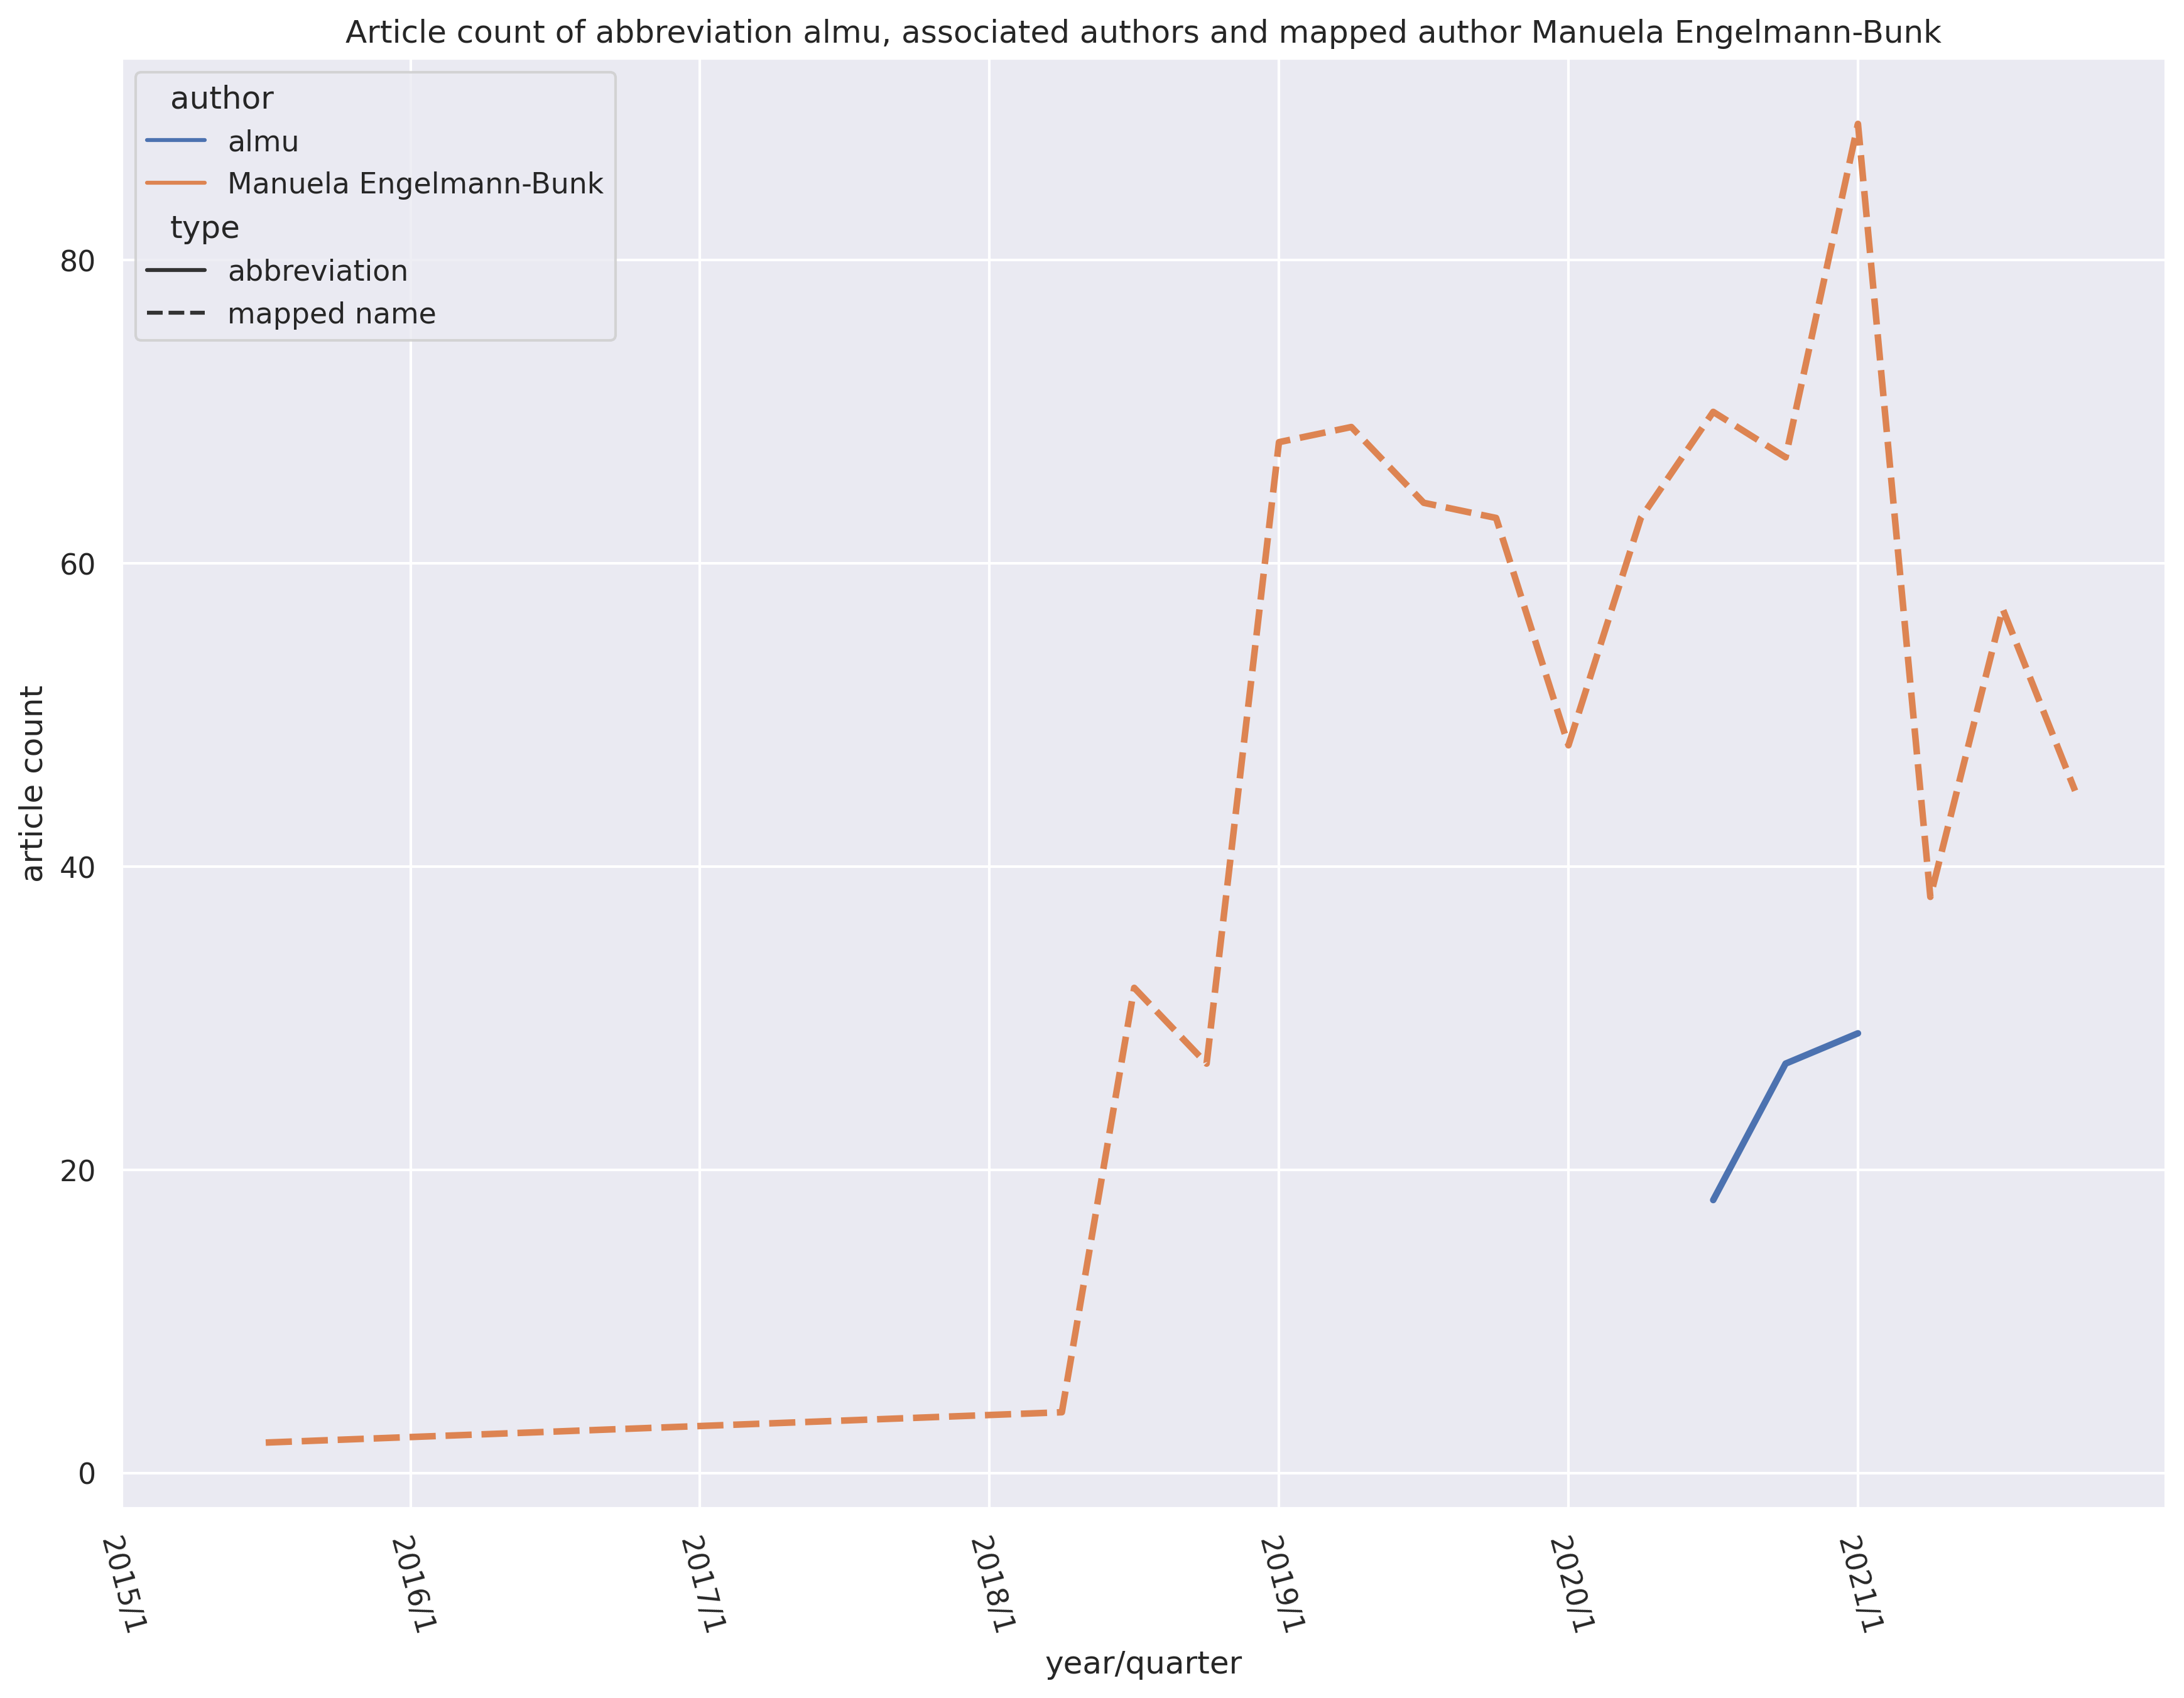 Article count of abbreviation almu, associated authors and mapped author Manuela Engelmann-Bunk
author
almu
Manuela Engelmann-Bunk
type
abbreviation
mapped name
80
60
40
20
0
article count
2015/1
2016/1
2017/1
2018/1
2019/1
2020/1
2021/1
year/quarter